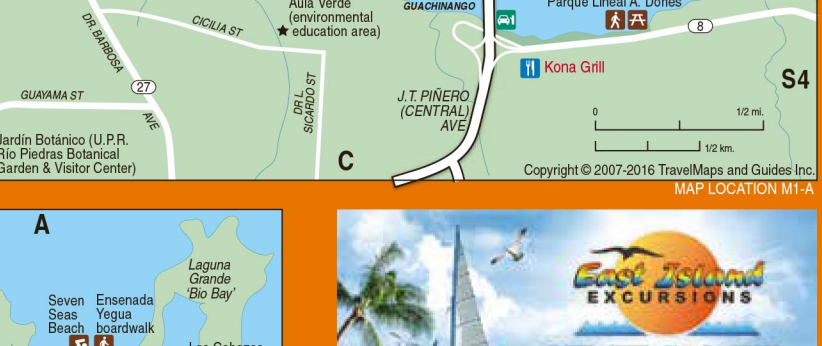 Aula Verde
(environmental
education area)
CICILIA ST
DR. BARBOSA
AVE
27
GUAYAMA ST
DR L.
SICARDO ST
Jardín Botánico (U.P.R.
Río Piedras Botanical
Garden & Visitor Center)
C
GUACHINANGO
Parque Lineal A. Dones
8
Kona Grill
J.T. PIÑERO
(CENTRAL)
AVE
S4
0 1/2 mi.
1/2 km.
Copyright © 2007-2016 TravelMaps and Guides Inc.
MAP LOCATION M1-A
A
Laguna
Grande
'Bio Bay'
Seven
Seas
Beach
Ensenada
Yegua
boardwalk
Las Cabezas
East Island
EXCURSIONS